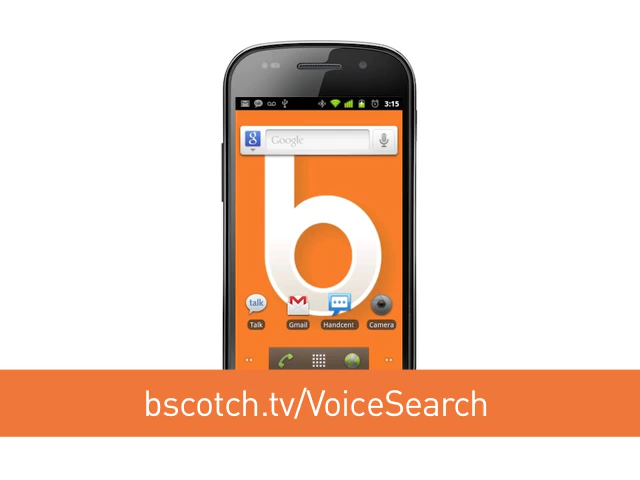 3:15
g Google
b
talk
Talk Gmail Handcent Camera
bscotch.tv/VoiceSearch